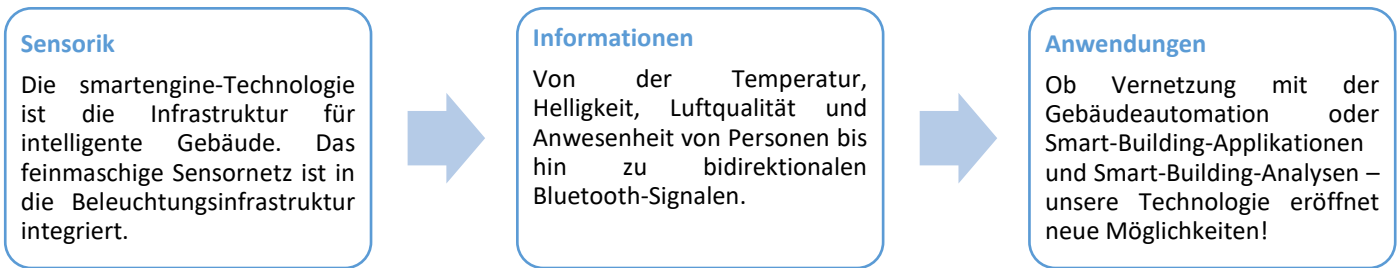 Sensorik
Die smartengine-Technologie
ist die Infrastruktur für
intelligente Gebäude. Das
feinmaschige Sensornetz ist in
die Beleuchtungsinfrastruktur
integriert.
Informationen
Von der Temperatur,
Helligkeit, Luftqualität und
Anwesenheit von Personen bis
hin zu bidirektionalen
Bluetooth-Signalen.
Anwendungen
Ob Vernetzung mit der
Gebäudeautomation oder
Smart-Building-Applikationen
und Smart-Building-Analysen –
unsere Technologie eröffnet
neue Möglichkeiten!